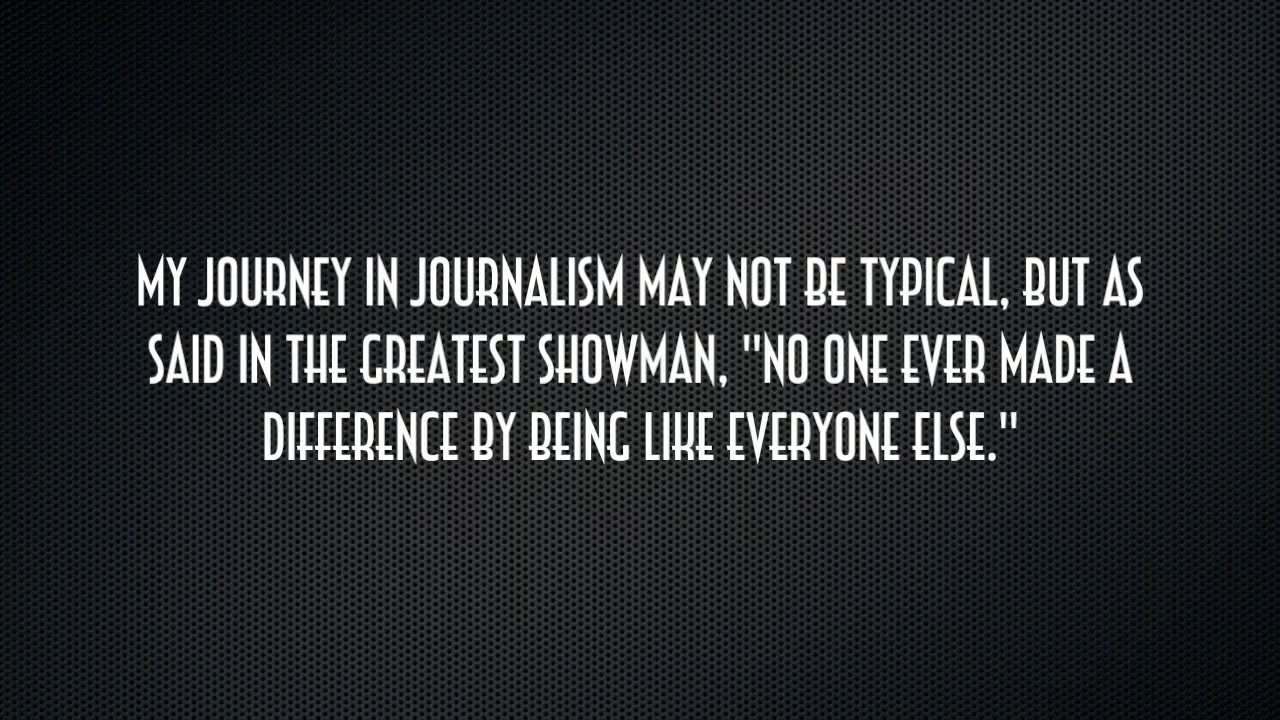 MY JOURNEY IN JOURNALISM MAY NOT BE TYPICAL, BUT AS
SAID IN THE GREATEST SHOWMAN, "NO ONE EVER MADE A
DIFFERENCE BY BEING LIKE EVERYONE ELSE."